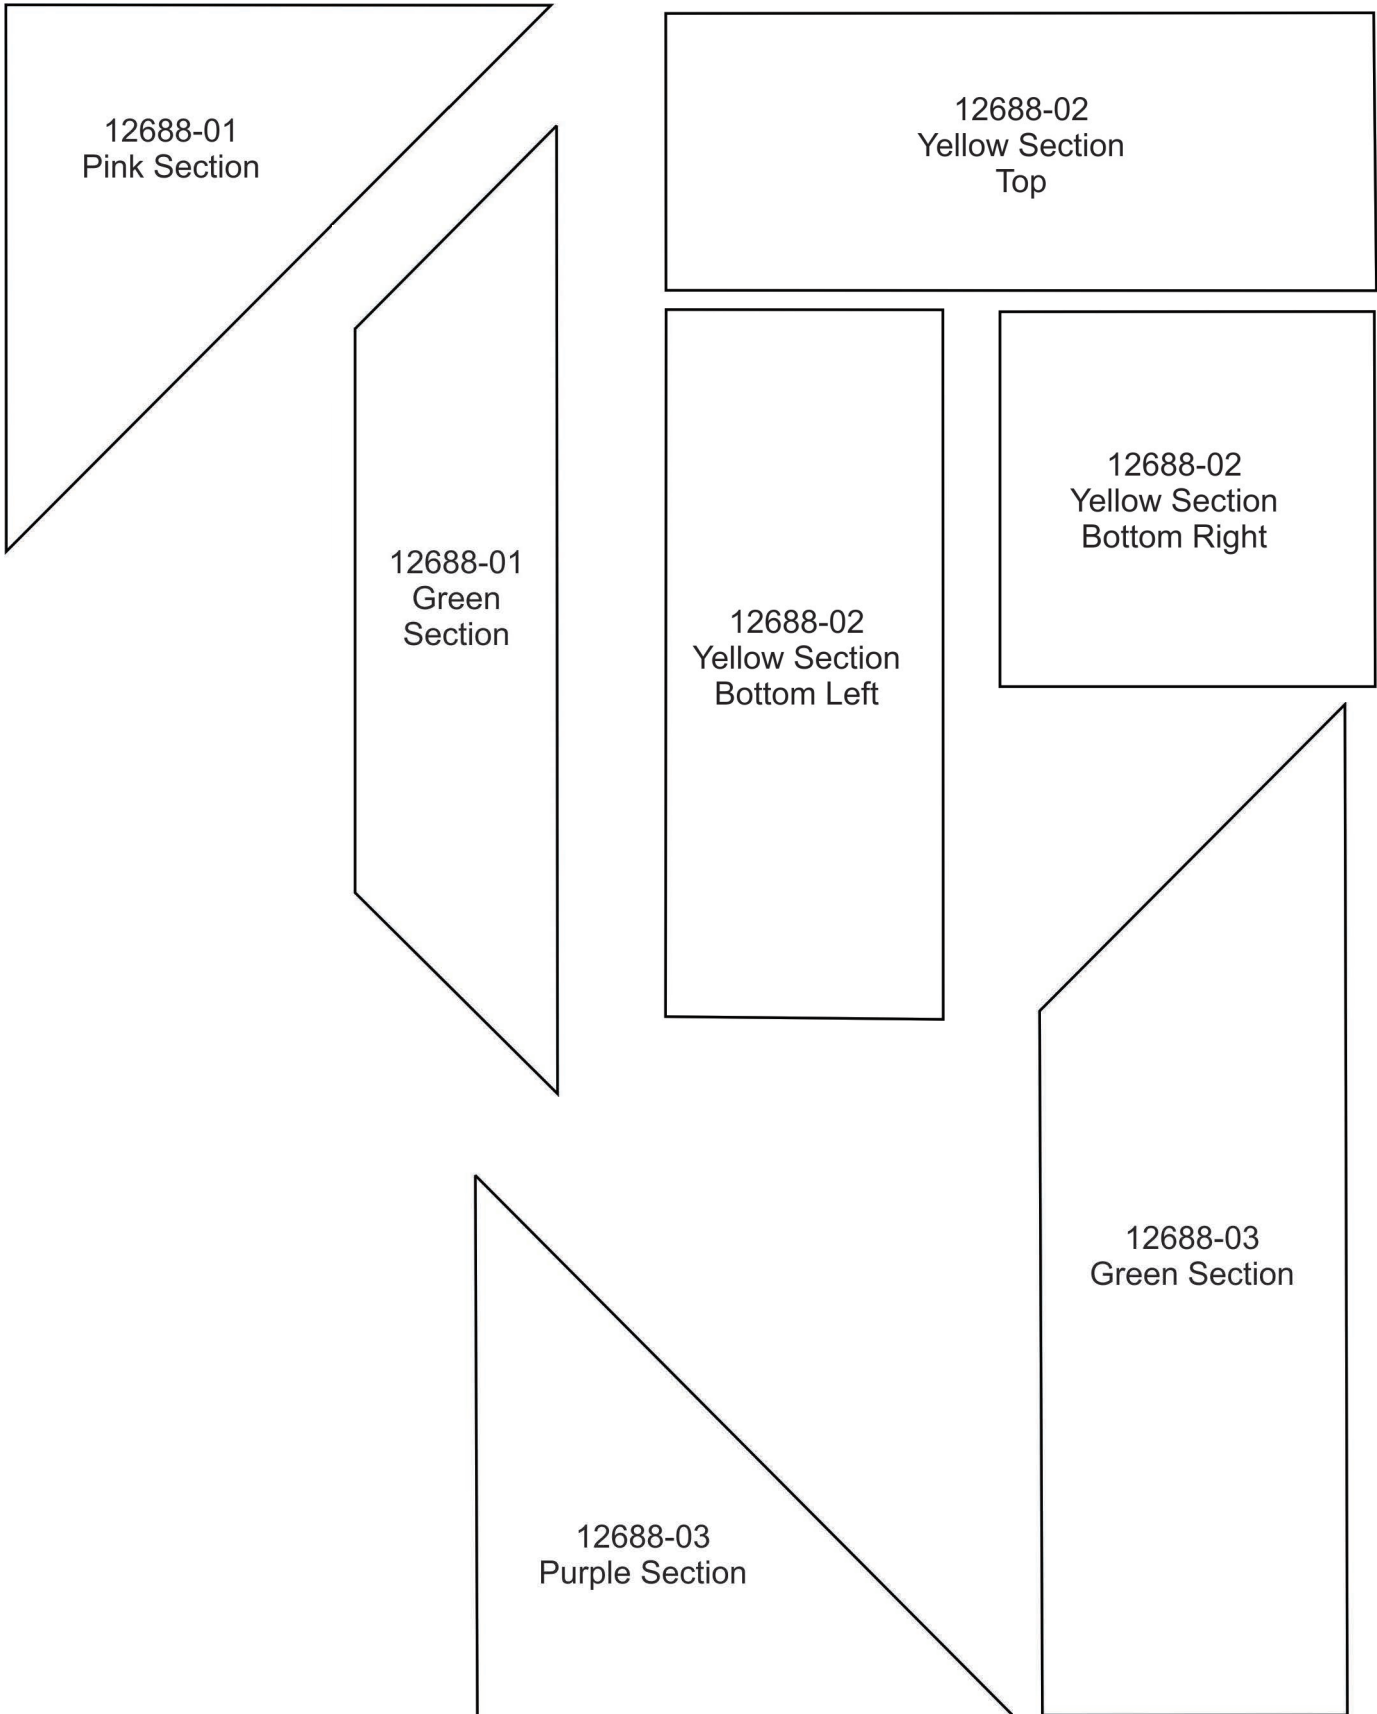 12688-01
Pink Section
12688-02
Yellow Section
Top
12688-01
Green
Section
12688-02
Yellow Section
Bottom Left
12688-02
Yellow Section
Bottom Right
12688-03
Green Section
12688-03
Purple Section